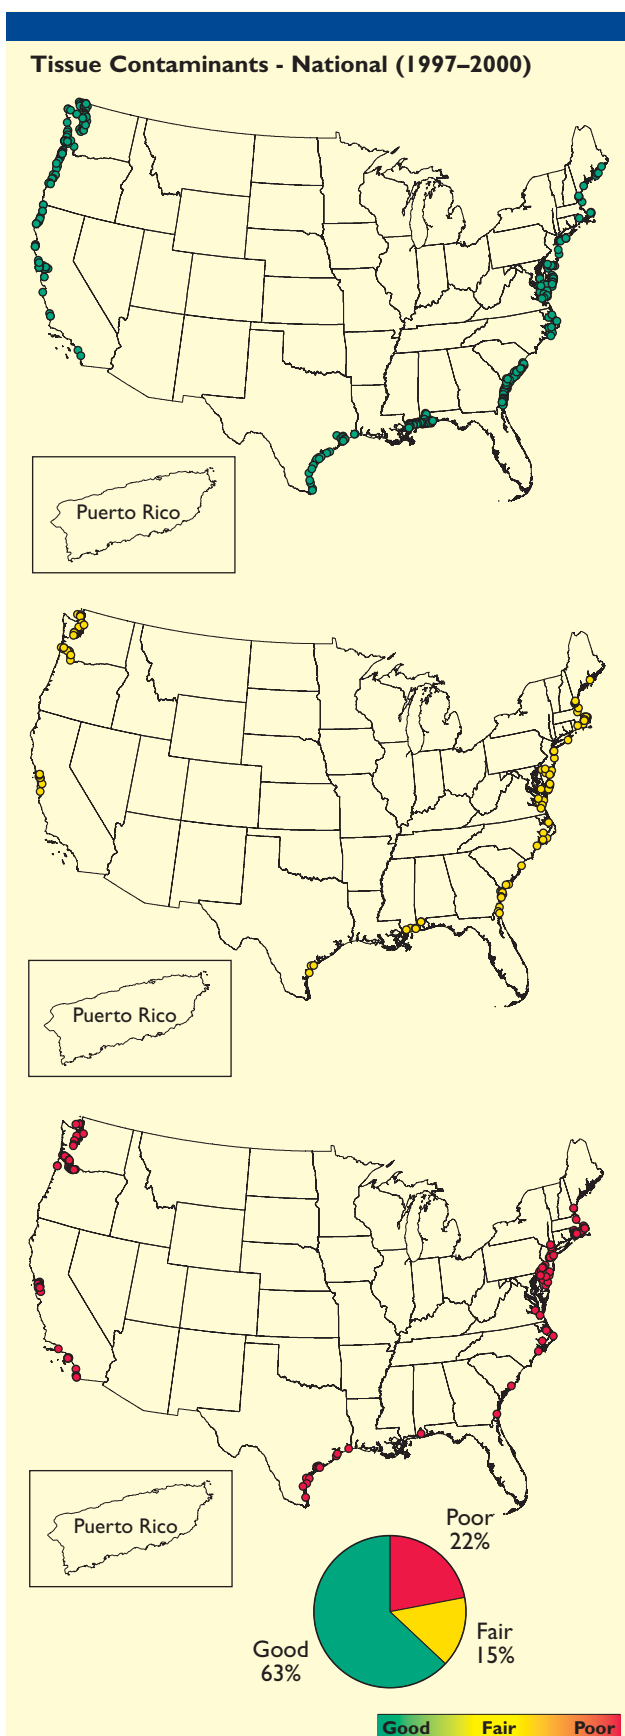 Tissue Contaminants - National (1997–2000)
Puerto Rico
Puerto Rico
Puerto Rico
Poor
22%
Fair
15%
Good
63%
Good Fair Poor